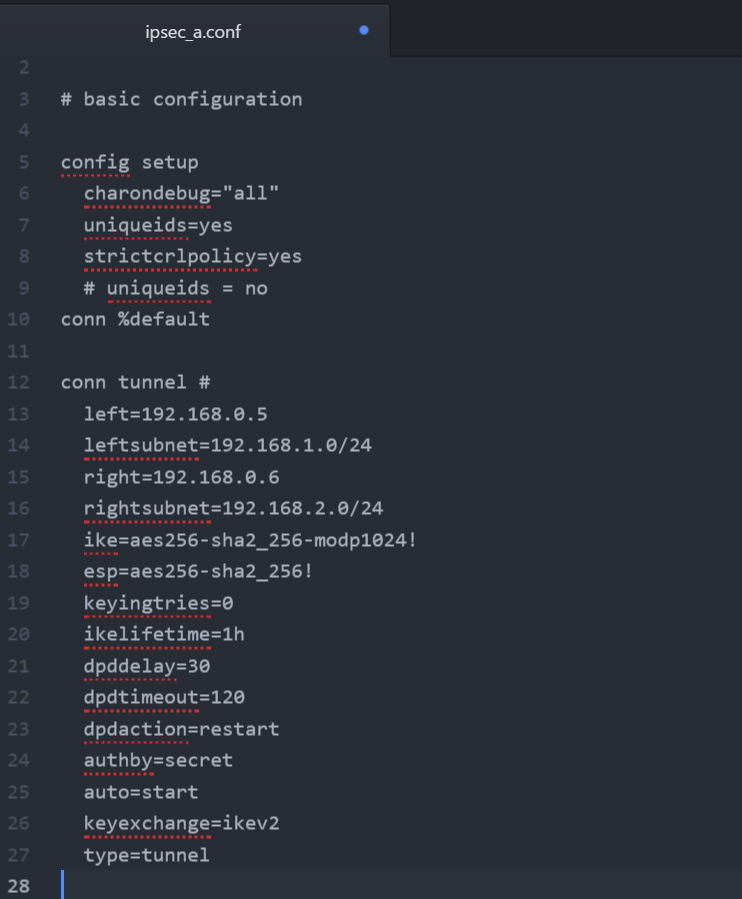 ipsec_a.conf
2
3 # basic configuration
4
5 config setup
6 charondebug="all"
7 uniqueids=yes
8 strictcrlpolicy=yes
9 # uniqueids = no
10 conn %default
11
12 conn tunnel #
13 left=192.168.0.5
14 leftsubnet=192.168.1.0/24
15 right=192.168.0.6
16 rightsubnet=192.168.2.0/24
17 ike=aes256-sha2_256-modp1024!
18 esp=aes256-sha2_256!
19 keyingtries=0
20 ikelifetime=1h
21 dpddelay=30
22 dpdtimeout=120
23 dpdaction=restart
24 authby=secret
25 auto=start
26 keyexchange=ikev2
27 type=tunnel
28